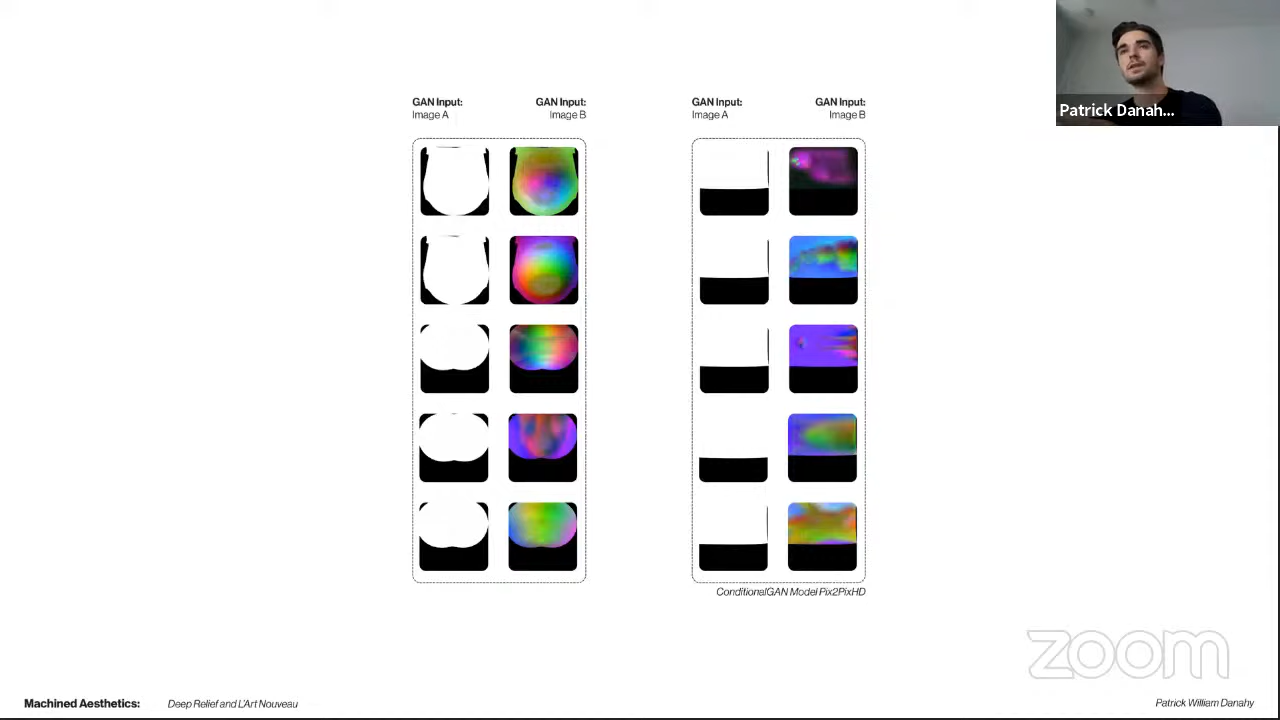 Patrick Danah...
GAN Input:
Image A
GAN Input:
Image B
GAN Input:
Image A
GAN Input:
Image B
ConditionalGAN Model Pix2PixHD
zoom
Machined Aesthetics: Deep Relief and L'Art Nouveau
Patrick William Danahy